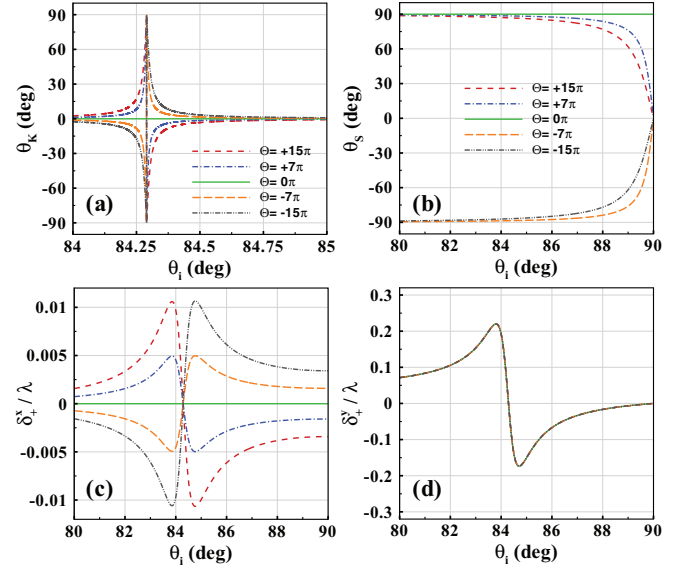 90
60
30
0
30
-60
-90
θK (deg)
Θ= +15π
Θ= +7π
Θ= 0π
Θ= -7π
Θ= -15π
(a)
84 84.25 84.5 84.75 85
θi (deg)
90
60
30
0
30
-60
-90
θS (deg)
Θ= +15π
Θ= +7π
Θ= 0π
Θ= -7π
Θ= -15π
(b)
80 82 84 86 88 90
θi (deg)
0.01
0.005
0
-0.005
-0.01
δ+x / λ
(c)
80 82 84 86 88 90
θi (deg)
0.3
0.2
0.1
0
-0.1
-0.2
-0.3
δ+y / λ
(d)
80 82 84 86 88 90
θi (deg)